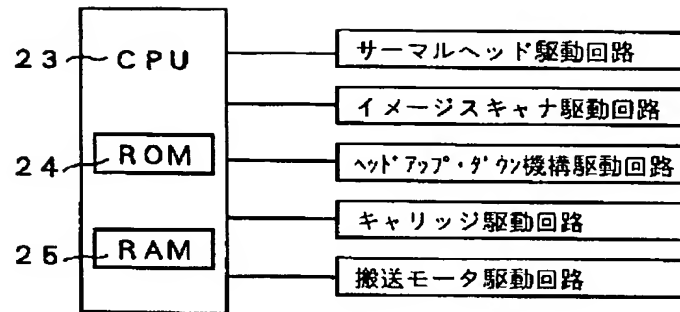 23 CPU
24 ROM
25 RAM
サーマルヘッド駆動回路
イメージスキャナ駆動回路
ヘッドアップ・ダウン機構駆動回路
キャリッジ駆動回路
搬送モータ駆動回路